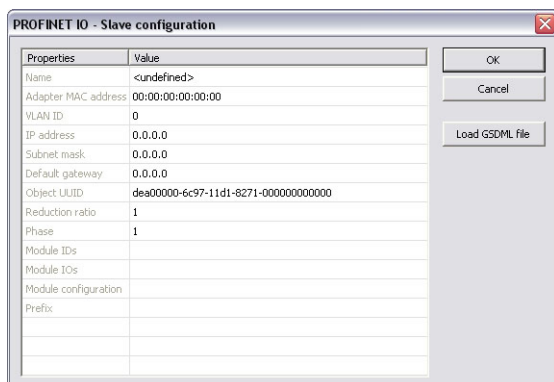 PROFINET IO - Slave configuration
Properties Value
Name <undefined>
Adapter MAC address 00:00:00:00:00:00
VLAN ID 0
IP address 0.0.0.0
Subnet mask 0.0.0.0
Default gateway 0.0.0.0
Object UUID dea00000-6c97-11d1-8271-000000000000
Reduction ratio 1
Phase 1
Module IDs
Module IOs
Module configuration
Prefix
OK
Cancel
Load GSDML file